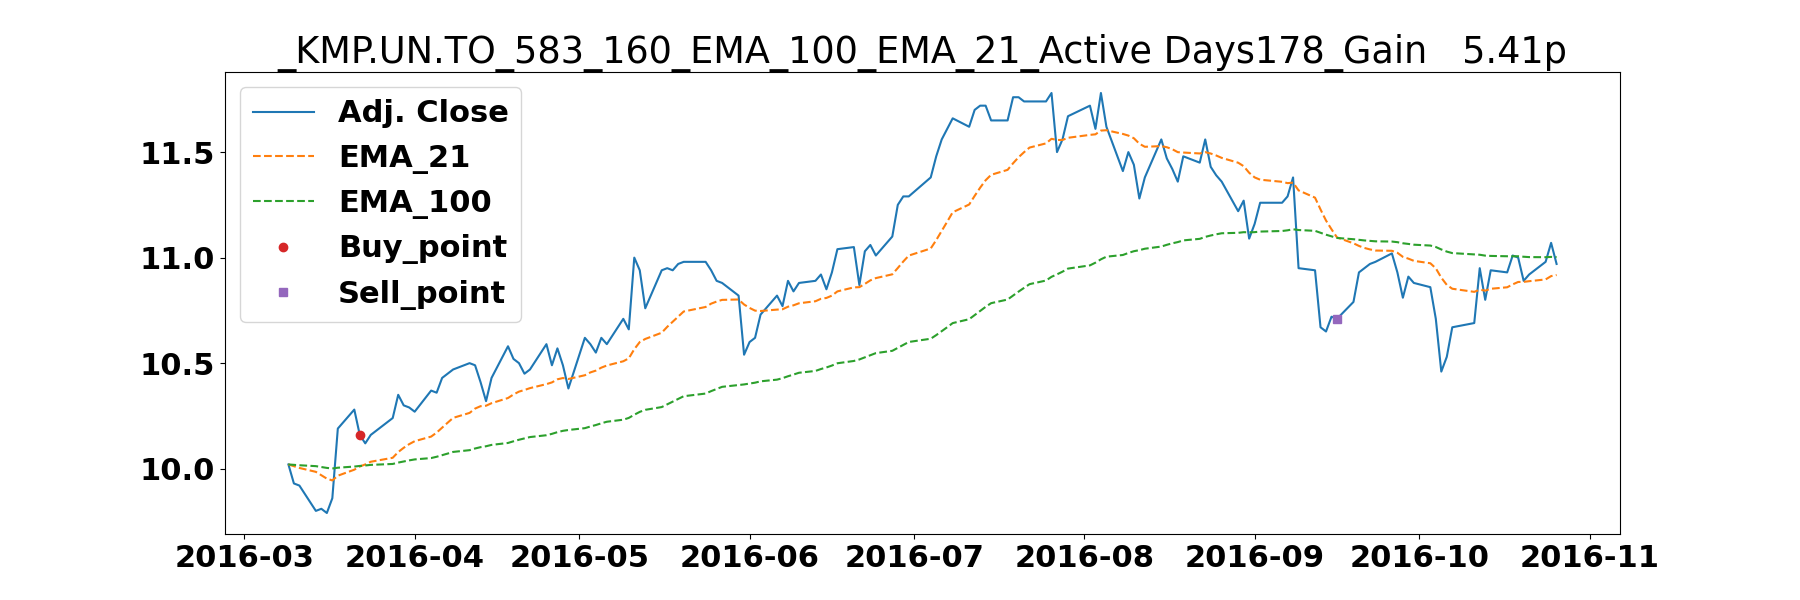 _KMP.UN.TO_583_160_EMA_100_EMA_21_Active Days178_Gain   5.41p
Adj. Close
EMA_21
EMA_100
Buy_point
Sell_point
11.5
11.0
10.5
10.0
2016-03 2016-04 2016-05 2016-06 2016-07 2016-08 2016-09 2016-10 2016-11